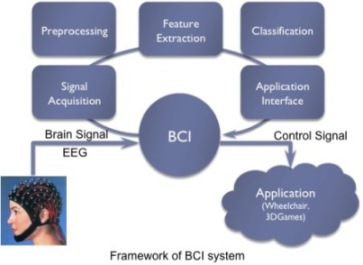 Preprocessing
Feature
Extraction
Classification
Signal
Acquisition
Application
Interface
BCI
Brain Signal
EEG
Control Signal
Application
(Wheelchair,
3DGames)
Framework of BCI system